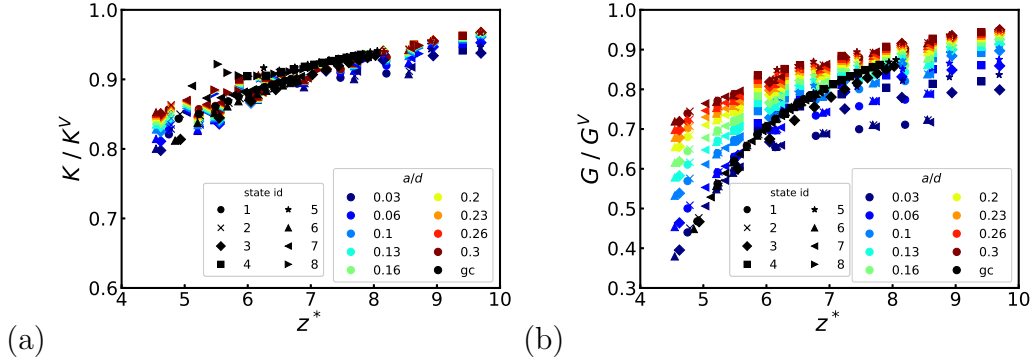 K / K^V
1.0
0.9
0.8
0.7
0.6
4 5 6 7 8 9 10
z*
state id
1 5
2 6
3 7
4 8
a/d
0.03 0.2
0.06 0.23
0.1 0.26
0.13 0.3
0.16 gc
(a)
G / G^V
1.0
0.9
0.8
0.7
0.6
0.5
0.4
0.3
4 5 6 7 8 9 10
z*
state id
1 5
2 6
3 7
4 8
a/d
0.03 0.2
0.06 0.23
0.1 0.26
0.13 0.3
0.16 gc
(b)